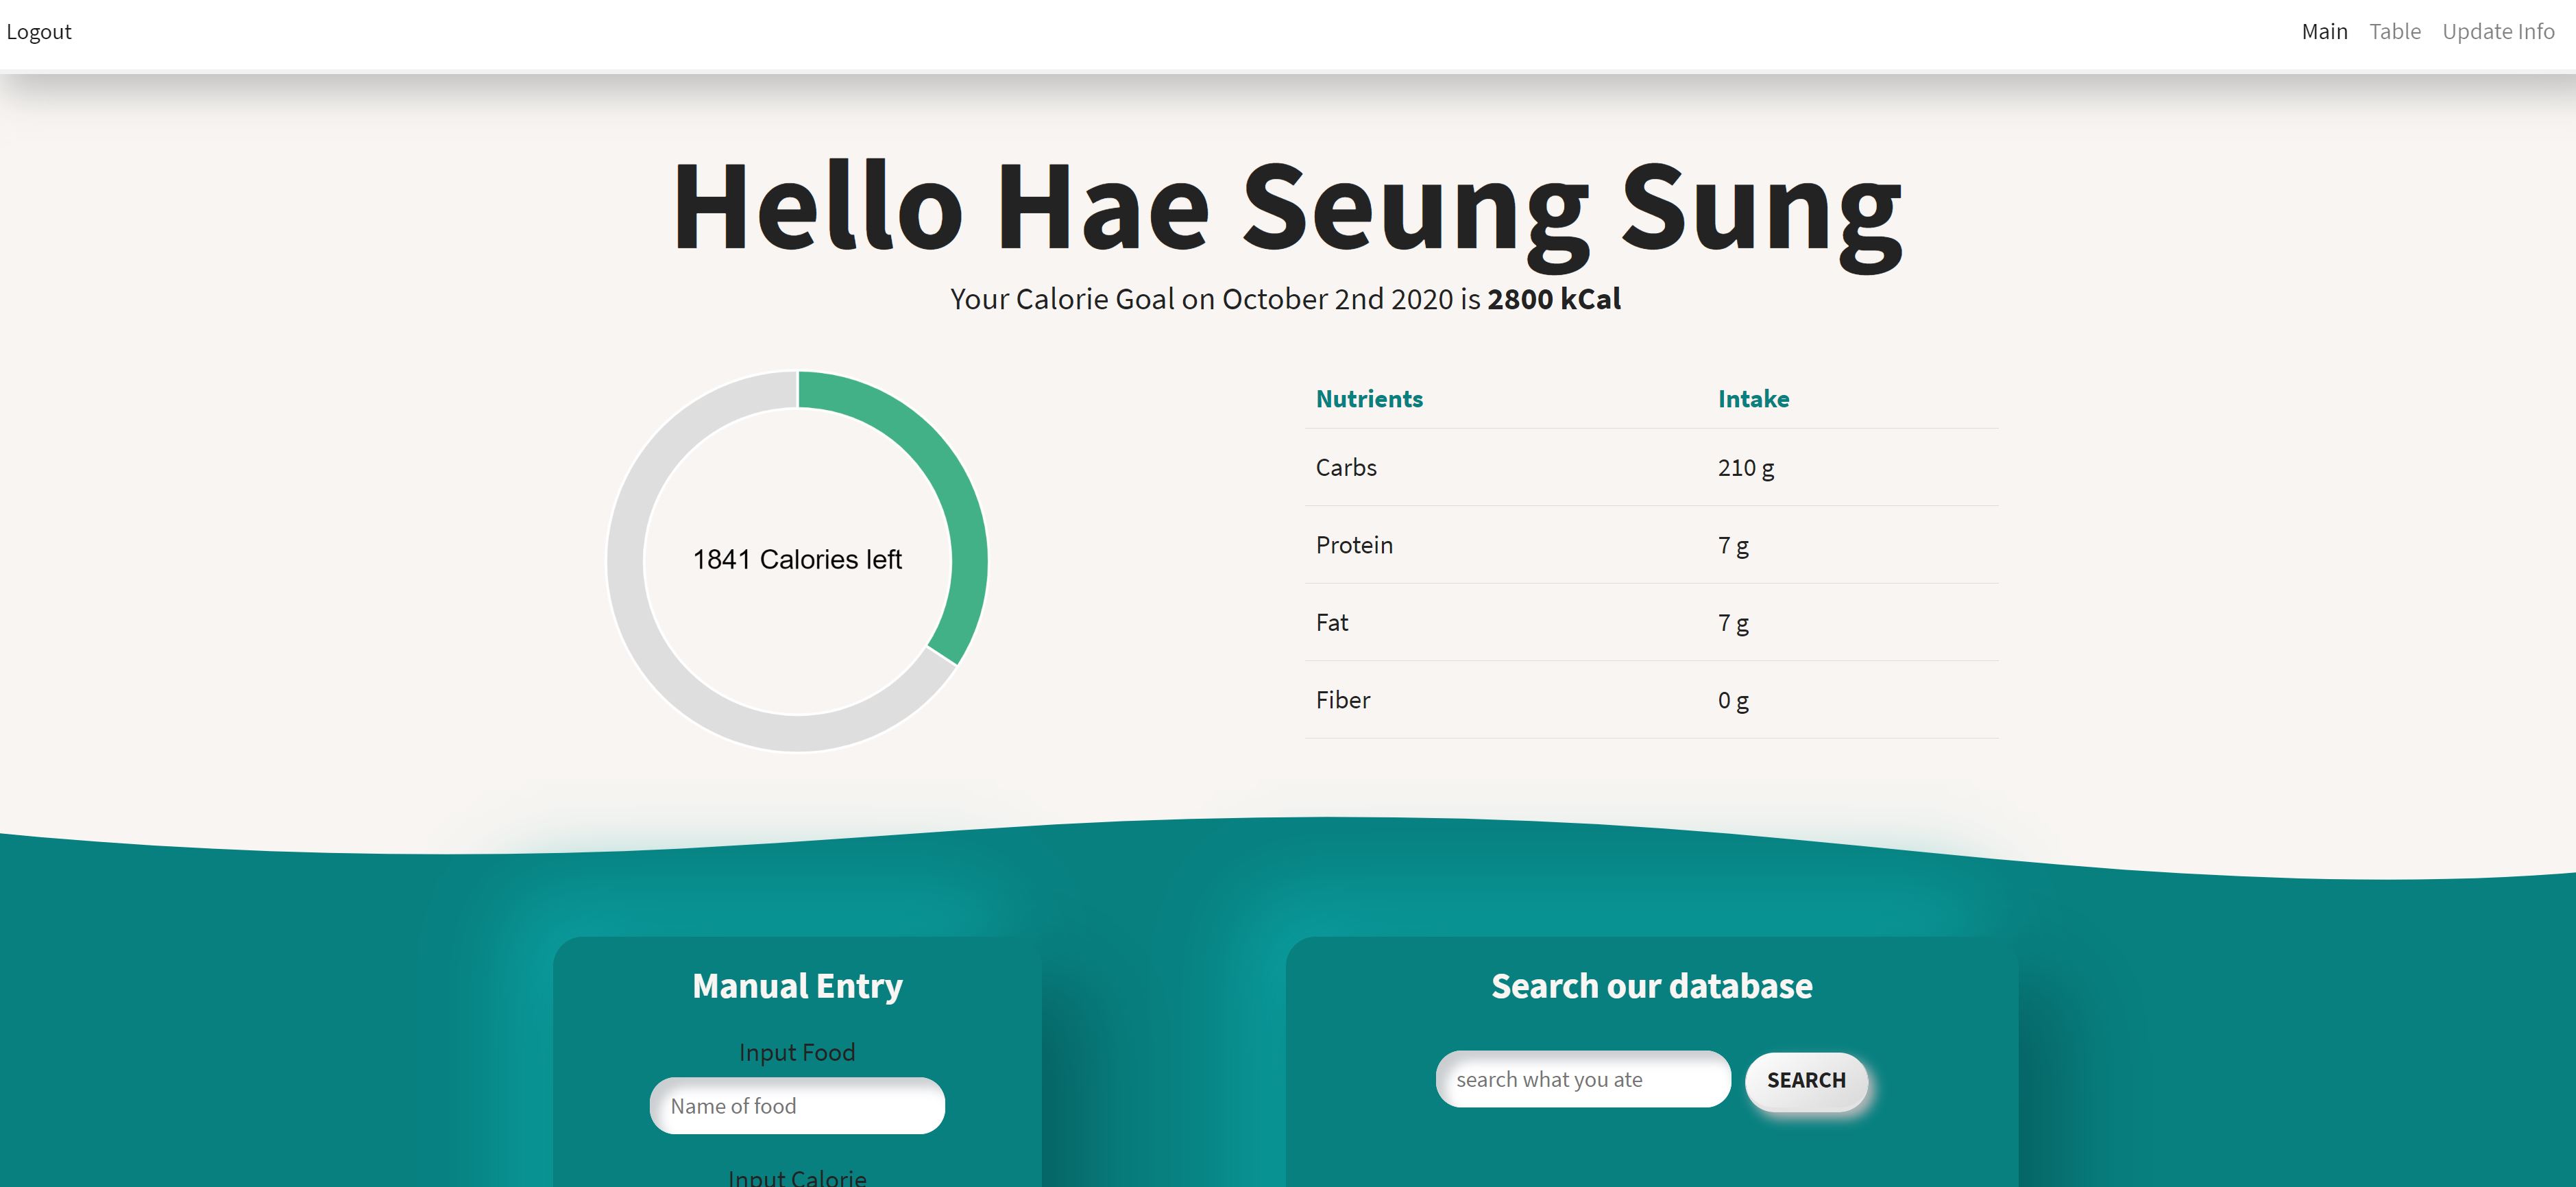 Logout Main Table Update Info
Hello Hae Seung Sung
Your Calorie Goal on October 2nd 2020 is 2800 kCal
1841 Calories left
Nutrients Intake
Carbs 210 g
Protein 7 g
Fat 7 g
Fiber 0 g
Manual Entry
Input Food
Name of food
Input Calorie
Search our database
search what you ate SEARCH